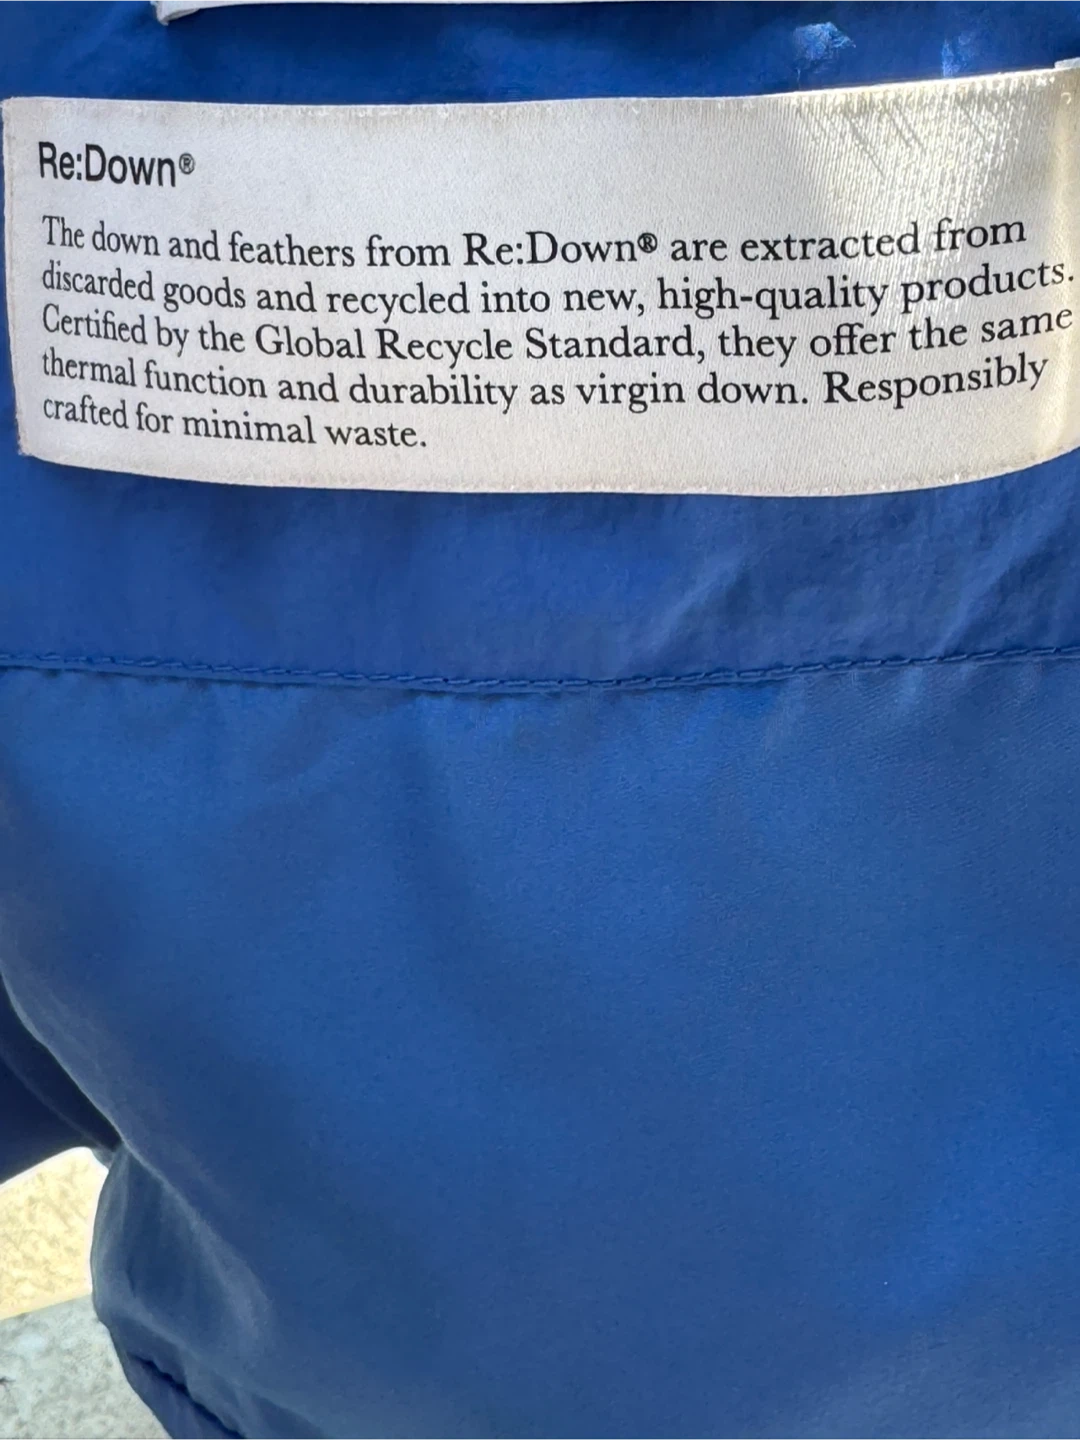 Re:Down®
The down and feathers from Re:Down® are extracted from
discarded goods and recycled into new, high-quality products.
Certified by the Global Recycle Standard, they offer the same
thermal function and durability as virgin down. Responsibly
crafted for minimal waste.